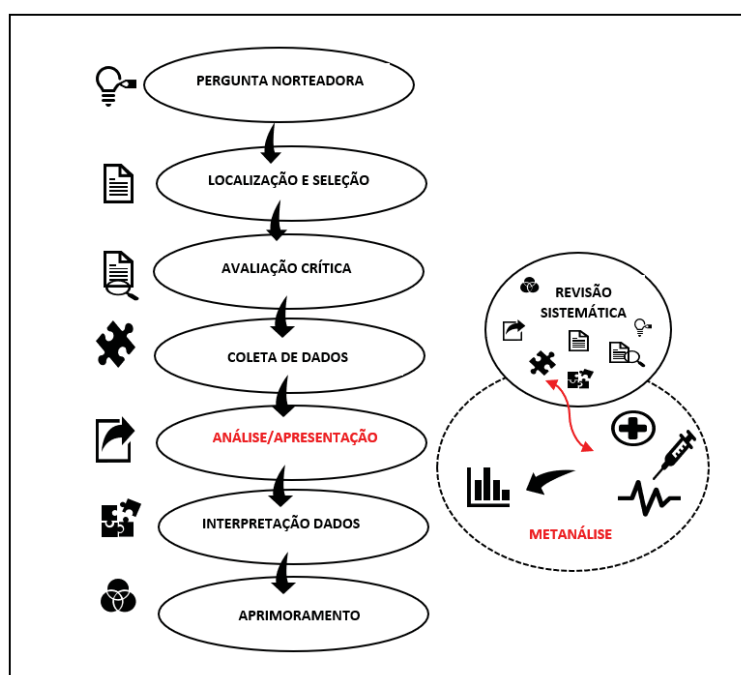 PERGUNTA NORTEADORA
LOCALIZAÇÃO E SELEÇÃO
AVALIAÇÃO CRÍTICA
COLETA DE DADOS
ANÁLISE/APRESENTAÇÃO
INTERPRETAÇÃO DADOS
APRIMORAMENTO
REVISÃO
SISTEMÁTICA
METANÁLISE